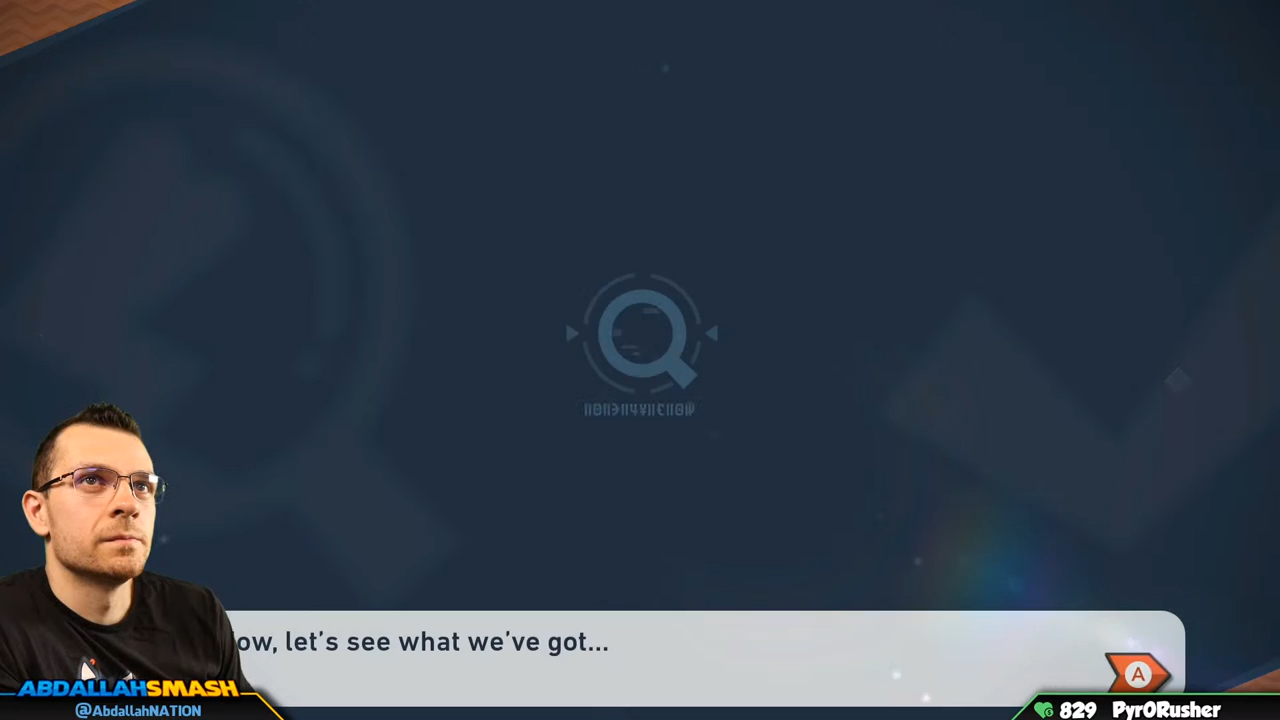 ow, let's see what we've got...
A
ABDALLAHSMASH
@AbdallahNATION
829 PyrORusher